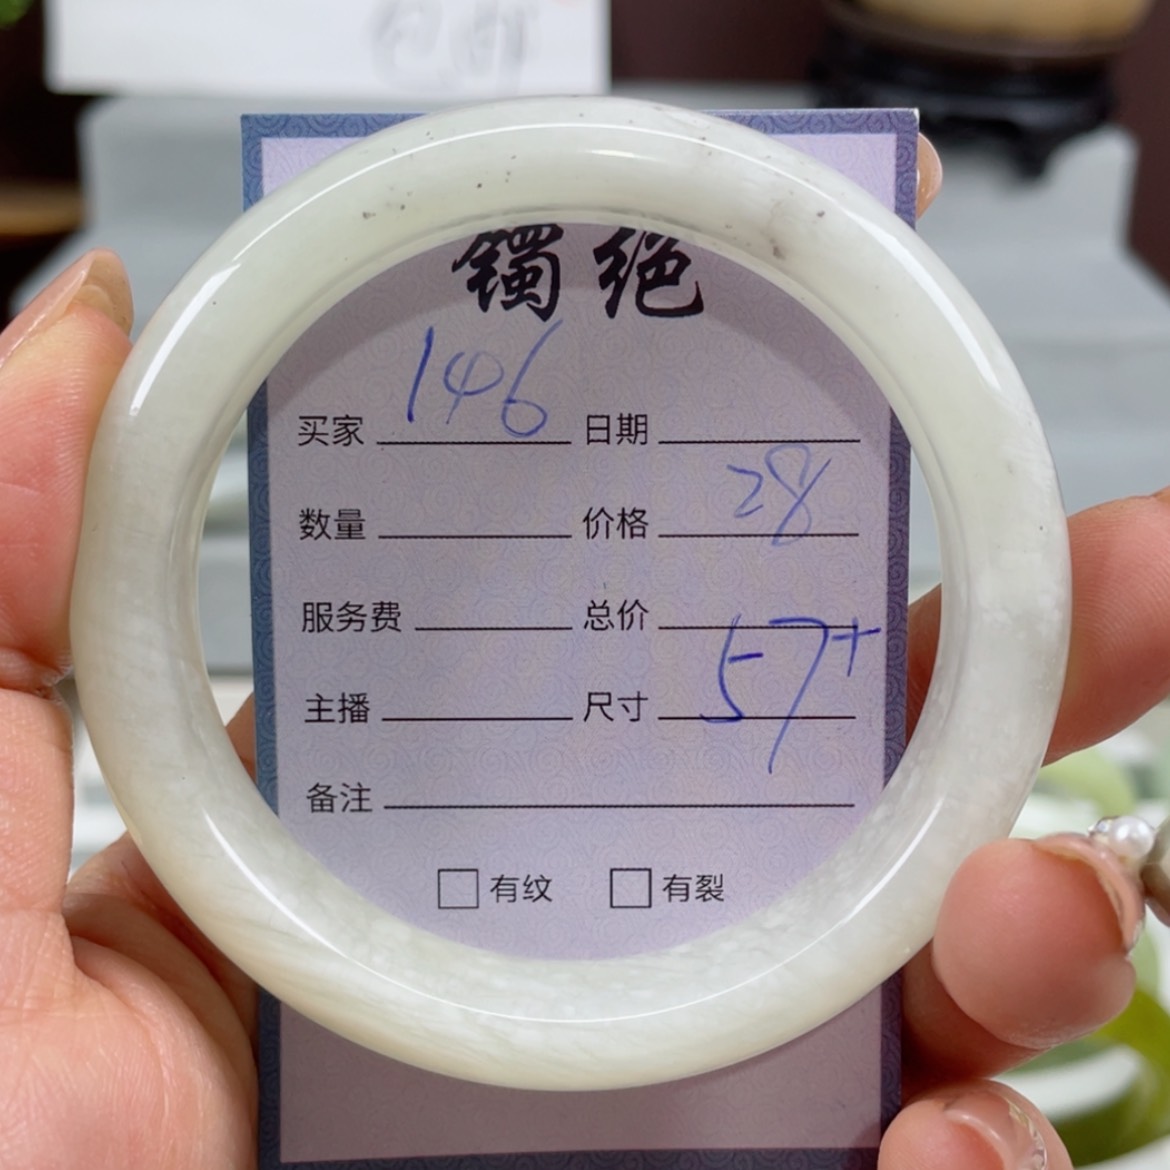 镯绝
买家 146 日期
数量 价格 28
服务费 总价
主播 尺寸 57+
备注
□ 有纹 □ 有裂